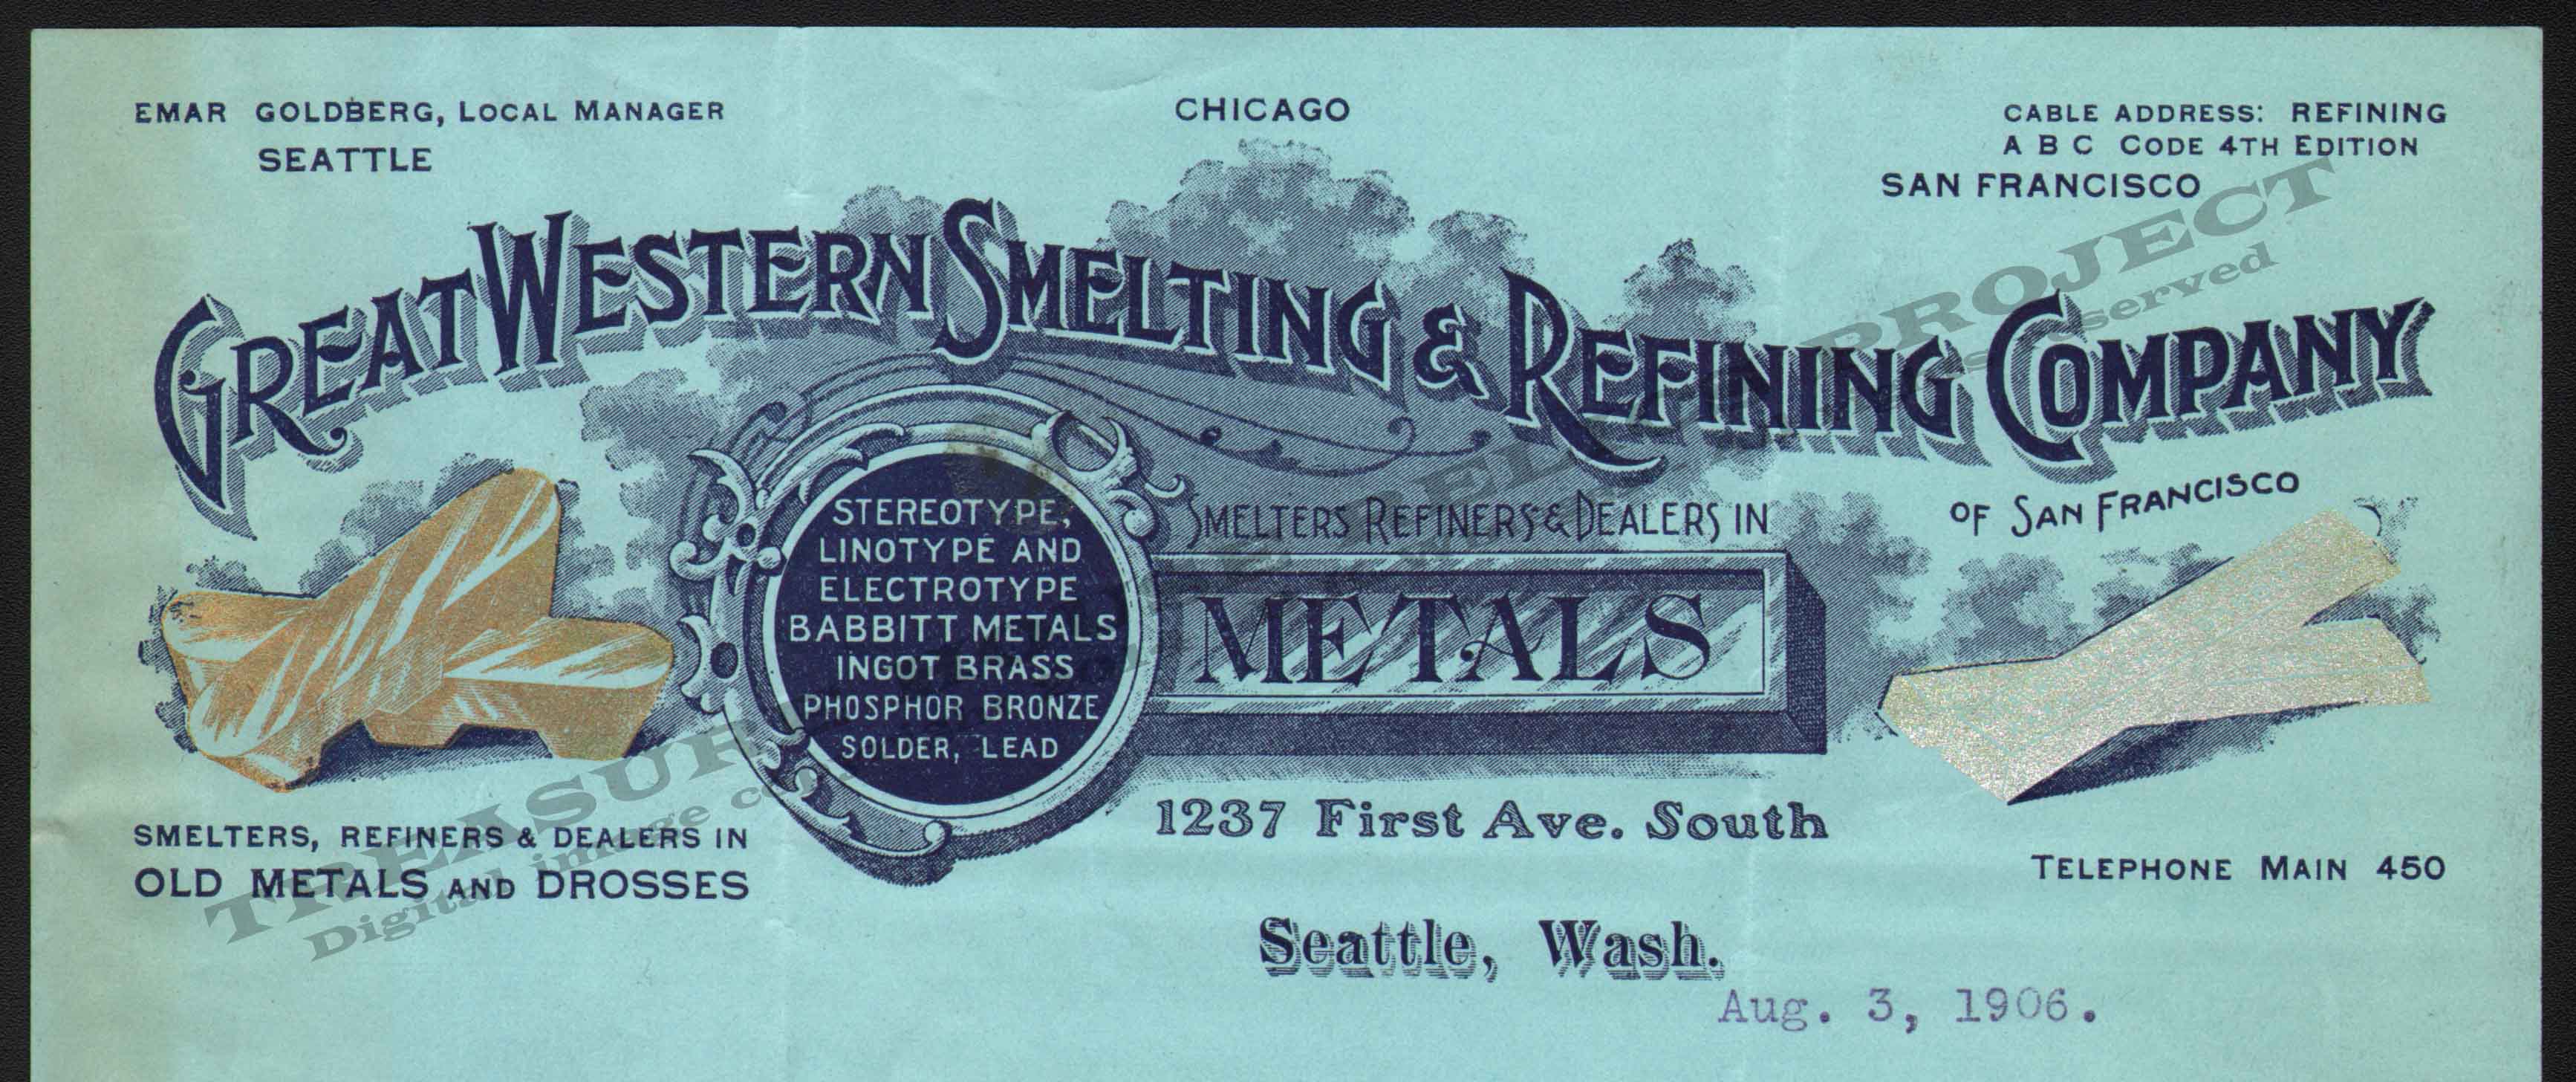 EMAR GOLDBERG, LOCAL MANAGER
SEATTLE
CHICAGO
CABLE ADDRESS: REFINING
A B C CODE 4TH EDITION
SAN FRANCISCO
GREAT WESTERN SMELTING & REFINING COMPANY
OF SAN FRANCISCO
STEREOTYPE,
LINOTYPE AND
ELECTROTYPE
BABBITT METALS
INGOT BRASS
PHOSPHOR BRONZE
SOLDER, LEAD
SMELTERS REFINERS & DEALERS IN
METALS
1237 First Ave. South
SMELTERS, REFINERS & DEALERS IN
OLD METALS AND DROSSES
TELEPHONE MAIN 450
Seattle, Wash.
Aug. 3, 1906.
PROJECT
Digital image